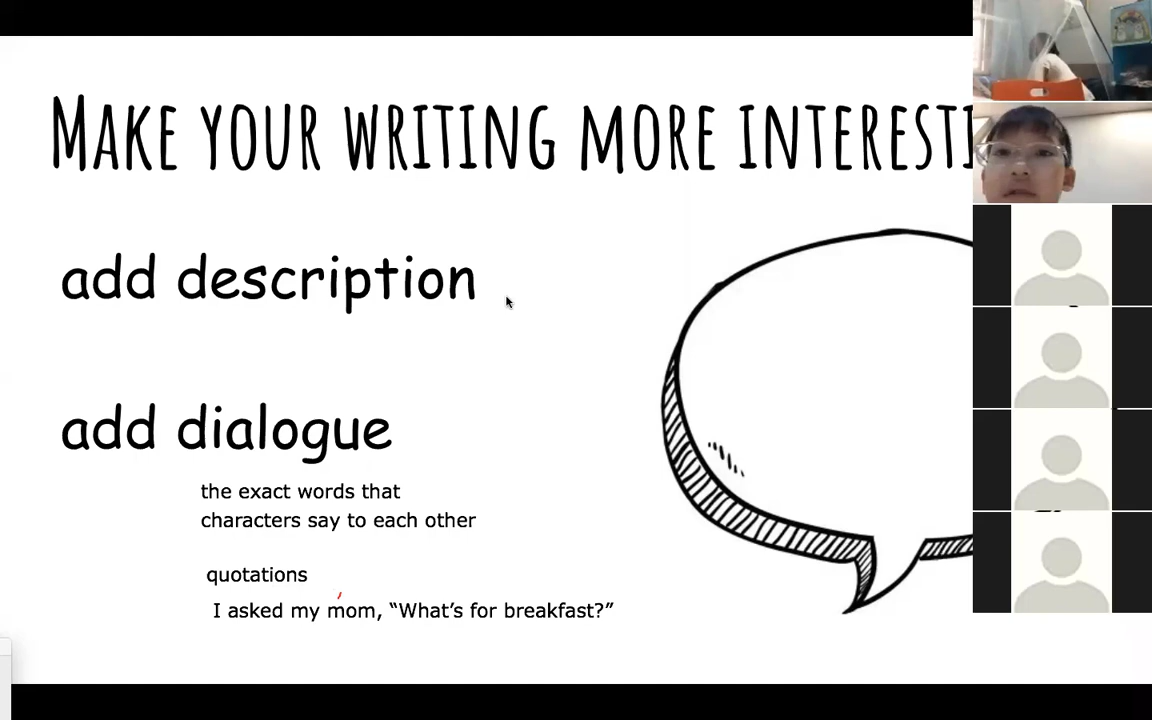 MAKE YOUR WRITING MORE INTERESTI
add description
add dialogue
the exact words that
characters say to each other
quotations
I asked my mom, “What’s for breakfast?”